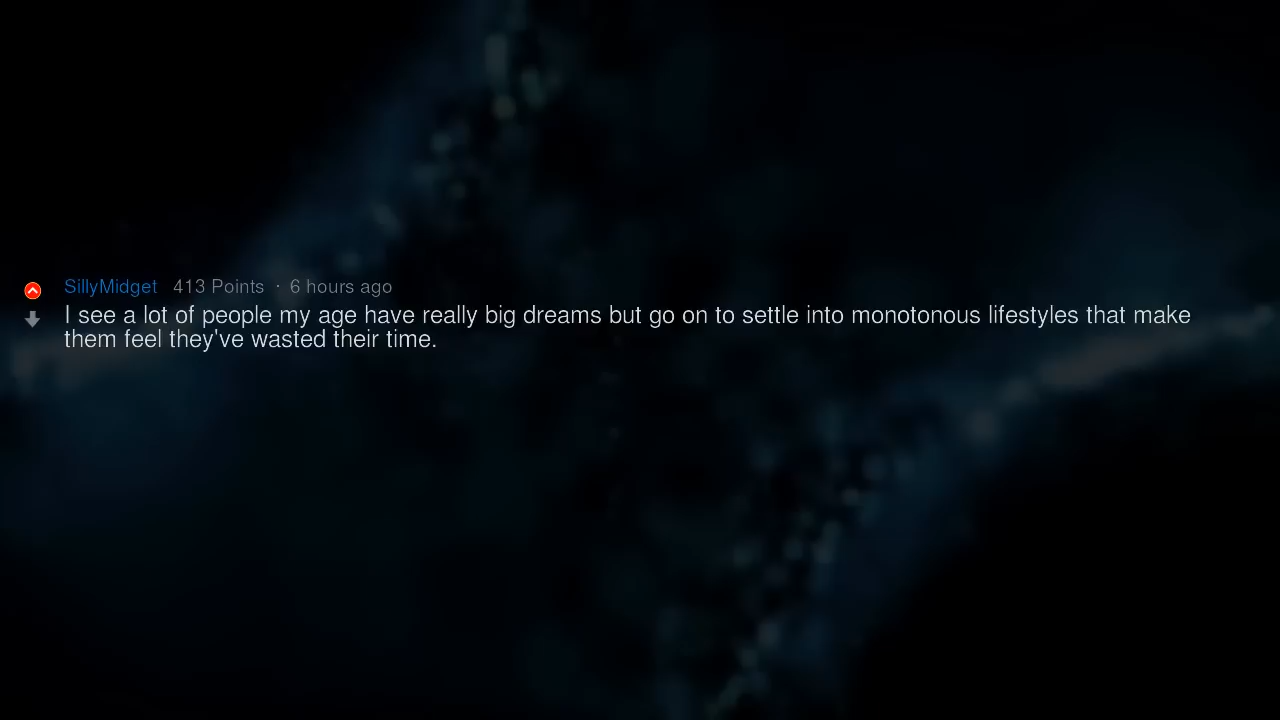 SillyMidget 413 Points · 6 hours ago
I see a lot of people my age have really big dreams but go on to settle into monotonous lifestyles that make
them feel they've wasted their time.